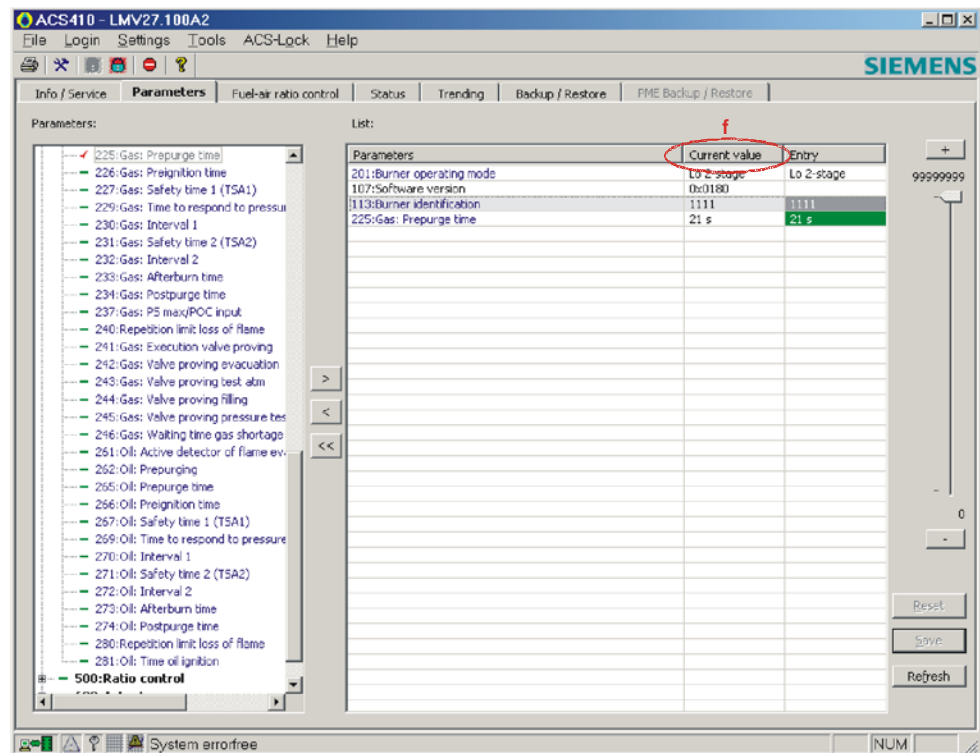 ACS410 - LMV27.100A2
File Login Settings Tools ACS-Lock Help
SIEMENS
Info / Service Parameters Fuel-air ratio control Status Trending Backup / Restore PME Backup / Restore
Parameters:
225:Gas: Prepurge time
226:Gas: Preignition time
227:Gas: Safety time 1 (TSA1)
229:Gas: Time to respond to pressu
230:Gas: Interval 1
231:Gas: Safety time 2 (TSA2)
232:Gas: Interval 2
233:Gas: Afterburn time
234:Gas: Postpurge time
237:Gas: PS max/POC input
240:Repetition limit loss of flame
241:Gas: Execution valve proving
242:Gas: Valve proving evacuation
243:Gas: Valve proving test atm
244:Gas: Valve proving filling
245:Gas: Valve proving pressure tes
246:Gas: Waiting time gas shortage
261:Oil: Active detector of flame ev
262:Oil: Prepurging
265:Oil: Prepurge time
266:Oil: Preignition time
267:Oil: Safety time 1 (TSA1)
269:Oil: Time to respond to pressure
270:Oil: Interval 1
271:Oil: Safety time 2 (TSA2)
272:Oil: Interval 2
273:Oil: Afterburn time
274:Oil: Postpurge time
280:Repetition limit loss of flame
281:Oil: Time oil ignition
500:Ratio control
>
<
<<
List:
f
Parameters Current value Entry
201:Burner operating mode Lo 2-stage Lo 2-stage
107:Software version 0x0180
113:Burner identification 1111 1111
225:Gas: Prepurge time 21 s 21 s
+
99999999
0
-
Reset
Save
Refresh
System errorfree
NUM